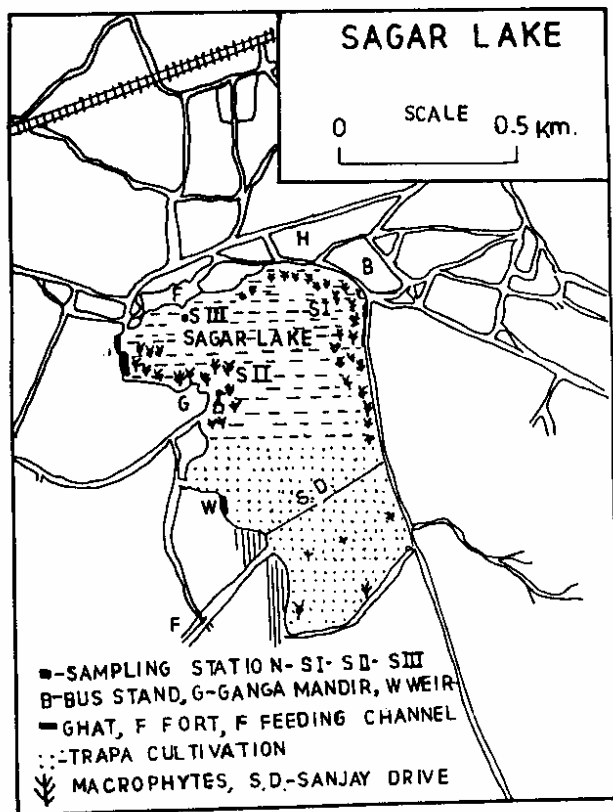 SAGAR LAKE
SCALE
0 0.5 Km.
H
B
F
S III
SI
SAGAR-LAKE
S II
G
S.D.
W
F
■-SAMPLING STATION-SI-SII-SIII
B-BUS STAND, G-GANGA MANDIR, W WEIR
GHAT, F FORT, F FEEDING CHANNEL
TRAPA CULTIVATION
MACROPHYTES, S.D.-SANJAY DRIVE